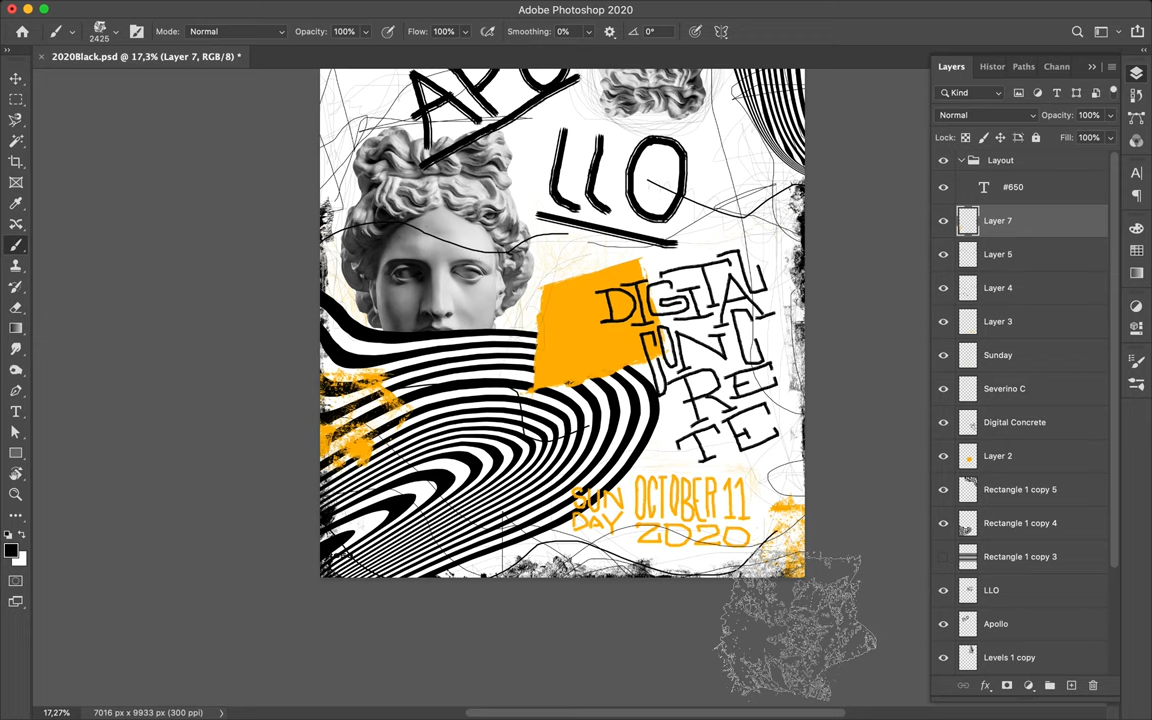 Adobe Photoshop 2020
2425
Mode:
Normal
Opacity:
100%
Flow:
100%
Smoothing:
0%
0°
2020Black.psd @ 17,3% (Layer 7, RGB/8) *
Layers
Histor
Paths
Chann
Kind
Normal
Opacity:
100%
Lock:
Fill:
100%
Layout
#650
Layer 7
Layer 5
Layer 4
Layer 3
Sunday
Severino C
Digital Concrete
Layer 2
Rectangle 1 copy 5
Rectangle 1 copy 4
Rectangle 1 copy 3
LLO
Apollo
Levels 1 copy
APO
LLO
DIGITAL
CONC
RE
TE
SUN
DAY
OCTOBER 11
2020
17,27%
7016 px x 9933 px (300 ppi)